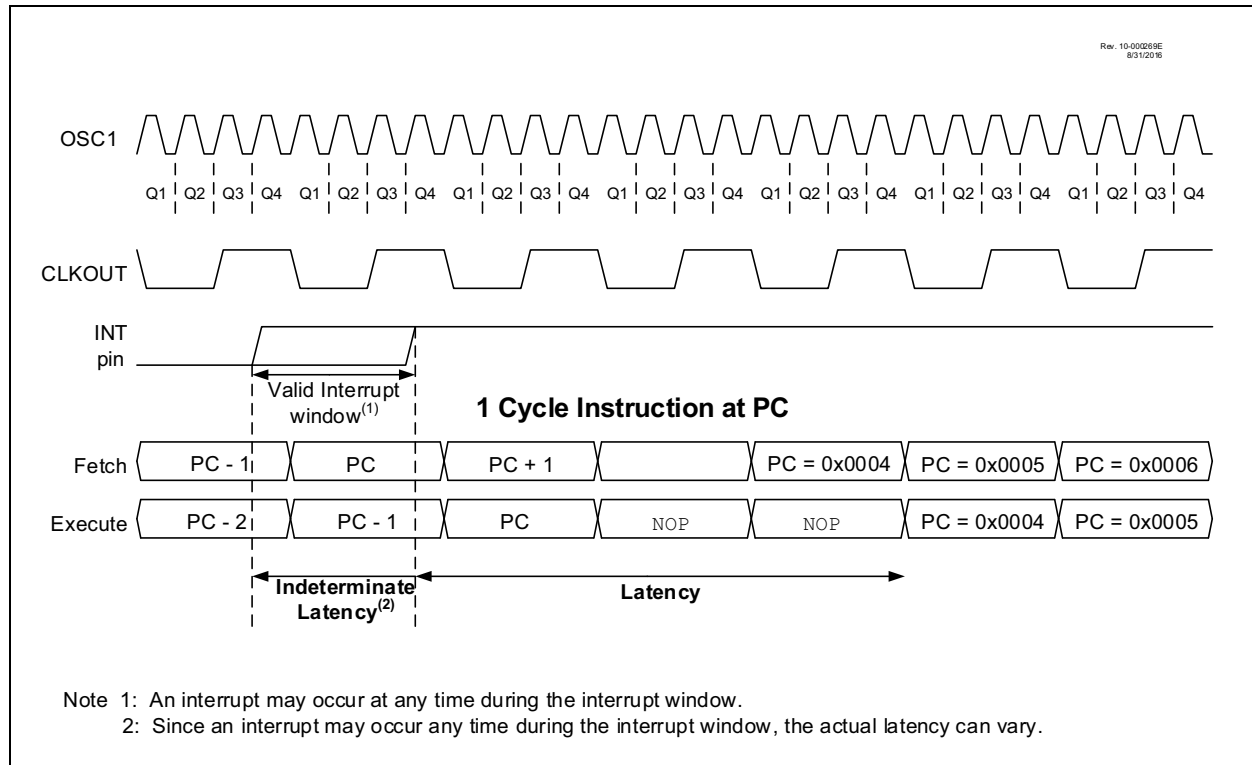 Rev. 10-000269E
8/31/2016
OSC1
Q1 Q2 Q3 Q4 Q1 Q2 Q3 Q4 Q1 Q2 Q3 Q4 Q1 Q2 Q3 Q4 Q1 Q2 Q3 Q4 Q1 Q2 Q3 Q4 Q1 Q2 Q3 Q4
CLKOUT
INT
pin
Valid Interrupt
window(1)
1 Cycle Instruction at PC
Fetch PC - 1 PC PC + 1 PC = 0x0004 PC = 0x0005 PC = 0x0006
Execute PC - 2 PC - 1 PC NOP NOP PC = 0x0004 PC = 0x0005
Indeterminate
Latency(2)
Latency
Note 1: An interrupt may occur at any time during the interrupt window.
2: Since an interrupt may occur any time during the interrupt window, the actual latency can vary.